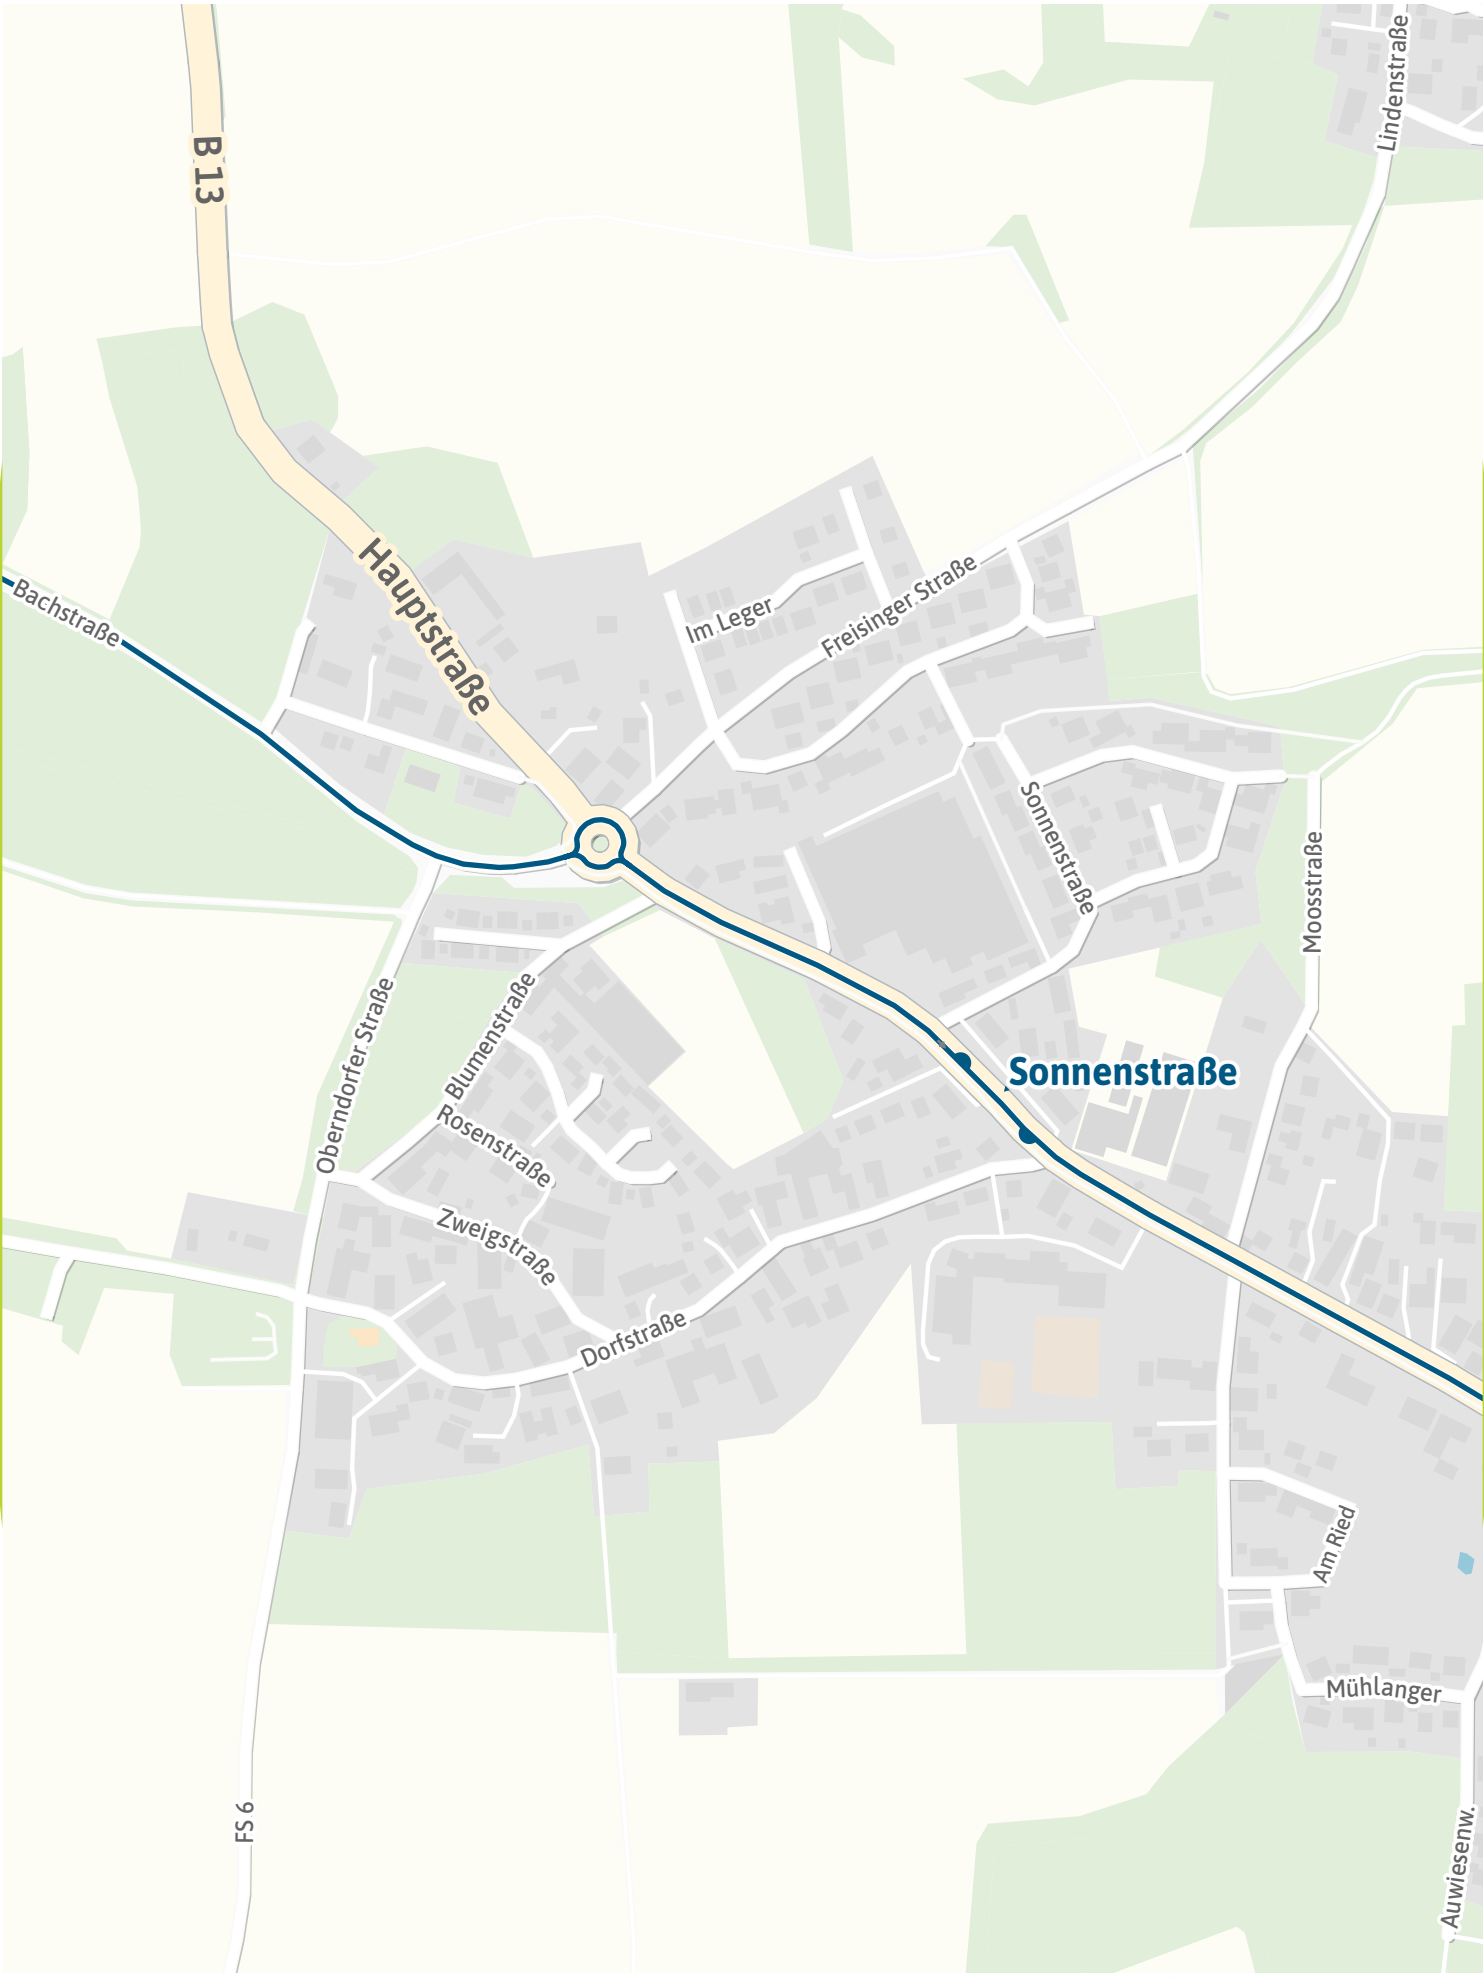 Lindenstraße
B 13
Hauptstraße
Bachstraße
Im Leger
Freisinger Straße
Sonnenstraße
Moosstraße
Oberndorfer Straße
Blumenstraße
Sonnenstraße
Rosenstraße
Zweigstraße
Dorfstraße
Am Ried
Mühlanger
FS 6
Auwiesenw.